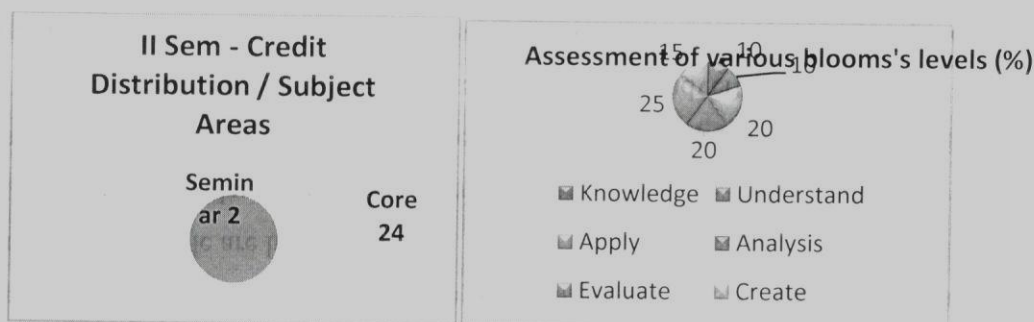 II Sem - Credit
Distribution / Subject
Areas
Semin
ar 2
Core
24
Assessment of various blooms's levels (%)
15
10
10
25
20
20
Knowledge
Understand
Apply
Analysis
Evaluate
Create